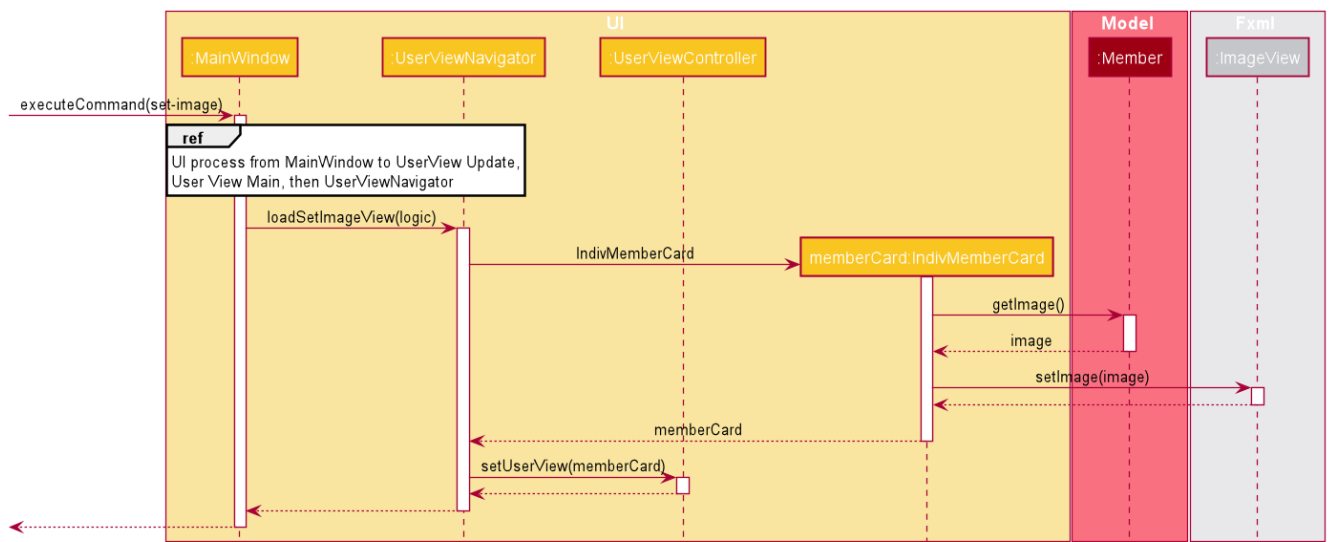 UI
Model
Fxml
:MainWindow
:UserViewNavigator
:UserViewController
:Member
:ImageView
executeCommand(set-image)
ref
UI process from MainWindow to UserView Update,
User View Main, then UserViewNavigator
loadSetImageView(logic)
IndivMemberCard
memberCard:IndivMemberCard
getImage()
image
setImage(image)
memberCard
setUserView(memberCard)